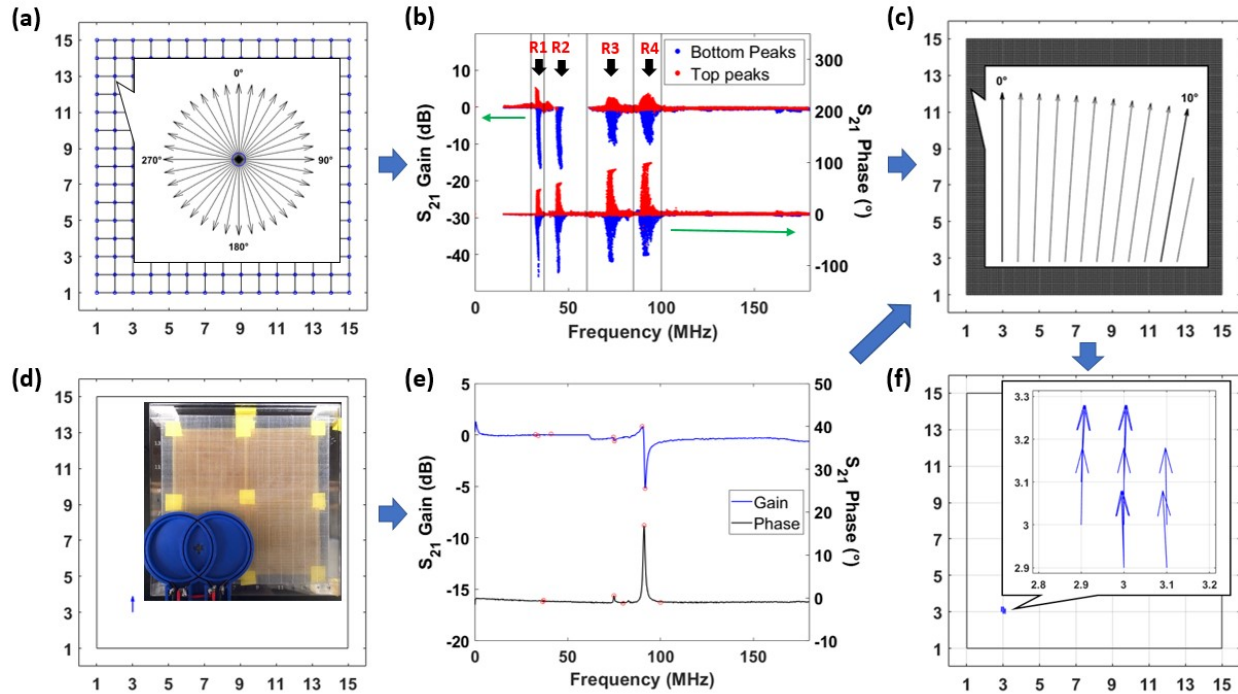 (a)
15
13
11
9
7
5
3
1
0°
270°
90°
180°
1 3 5 7 9 11 13 15
(b)
R1 R2 R3 R4
Bottom Peaks
Top peaks
S21 Gain (dB)
10
0
-10
-20
-30
-40
S21 Phase (°)
300
200
100
0
-100
0 50 100 150
Frequency (MHz)
(c)
15
13
11
9
7
5
3
1
0°
10°
1 3 5 7 9 11 13 15
(d)
15
13
11
9
7
5
3
1
1 3 5 7 9 11 13 15
(e)
S21 Gain (dB)
5
0
-5
-10
-15
-20
Gain
Phase
S21 Phase (°)
50
40
30
20
10
0
-10
0 50 100 150
Frequency (MHz)
(f)
15
13
11
9
7
5
3
1
3.3
3.2
3.1
3
2.9
2.8 2.9 3 3.1 3.2
1 3 5 7 9 11 13 15